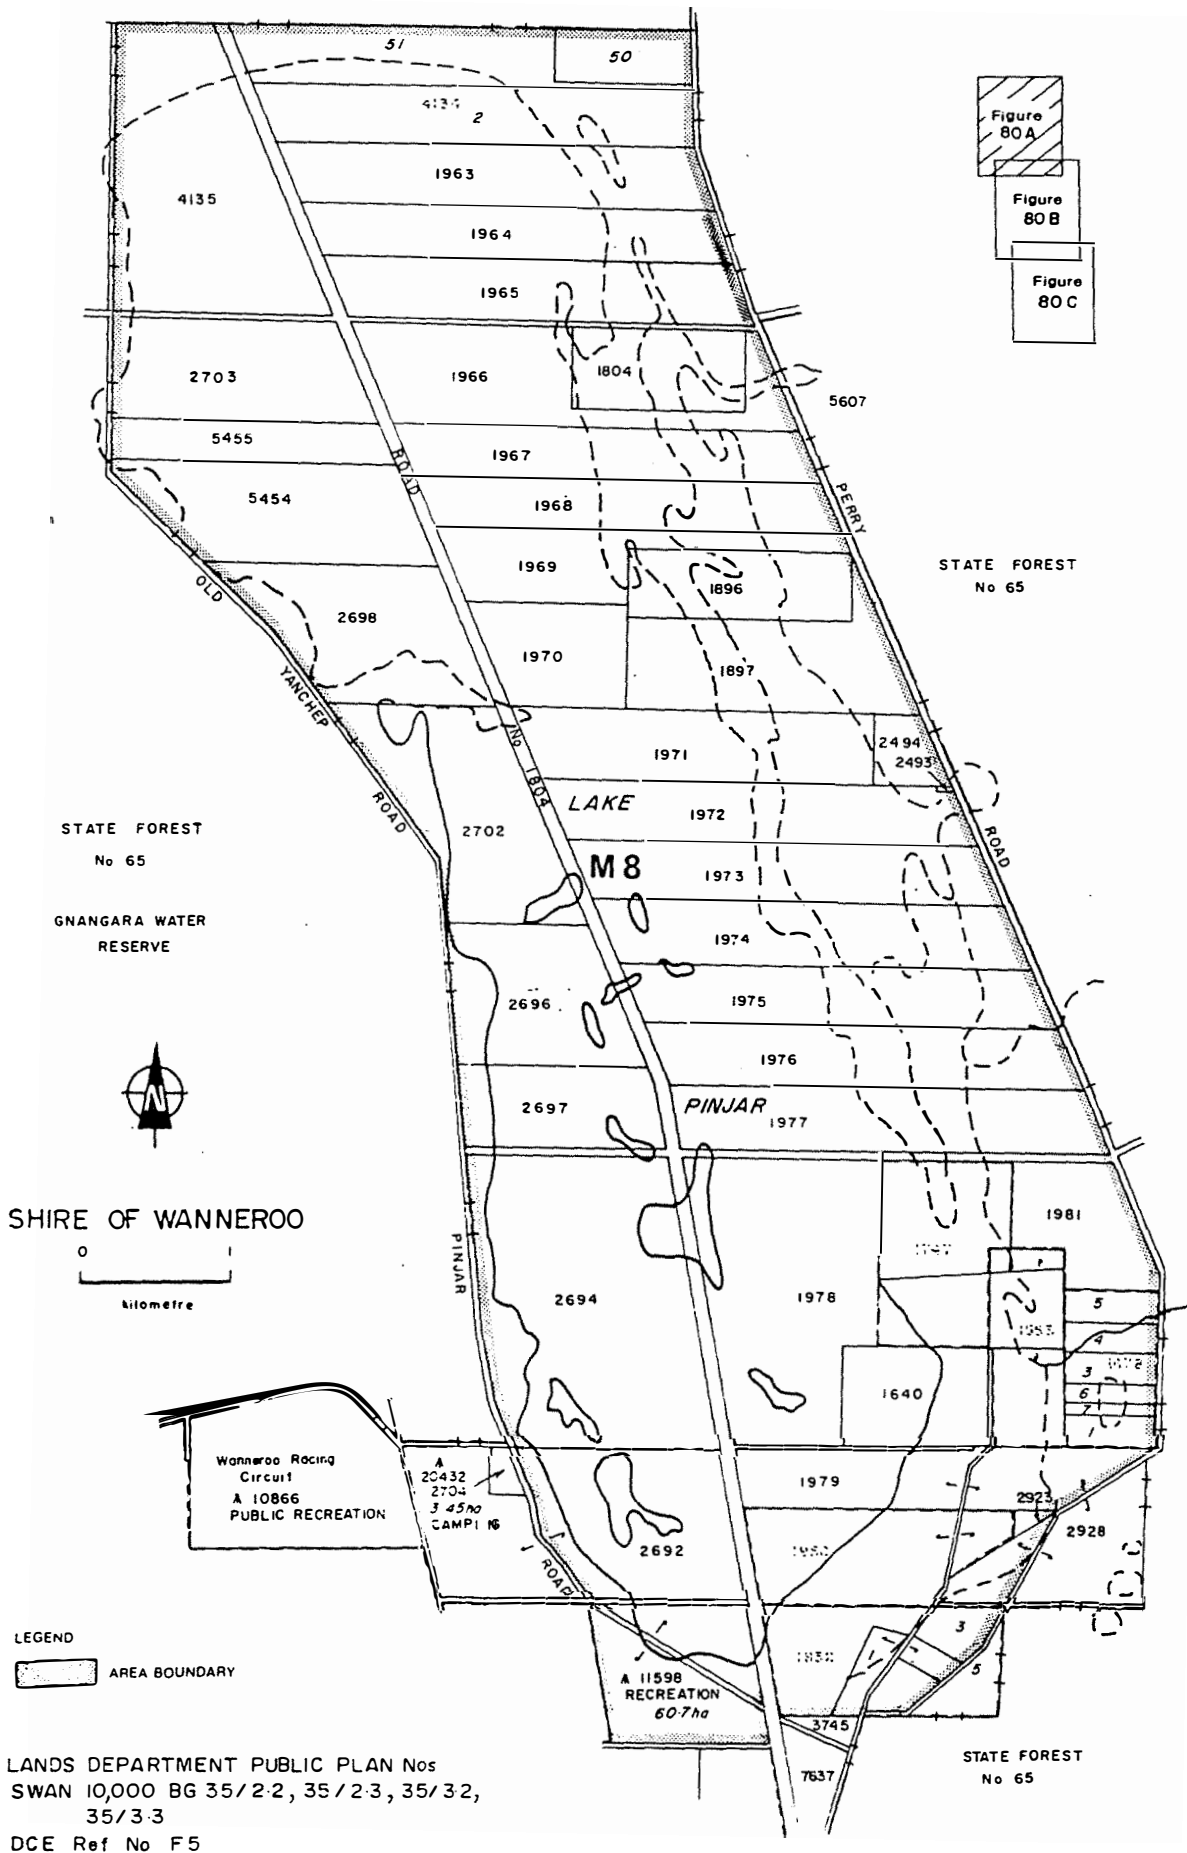 51
50
Figure
80 A
4134
2
1963
4135
Figure
80 B
1964
Figure
80 C
1965
2703
1966
1804
5607
5455
1967
ROAD
5454
1968
PERRY
1969
STATE FOREST
No 65
OLD
1896
2698
1970
1897
YANCHEP
No 1804
1971
2494
2493
ROAD
LAKE
1972
STATE FOREST
No 65
2702
ROAD
M 8
1973
GNANGARA WATER
RESERVE
1974
2696
1975
N
1976
2697
PINJAR
1977
SHIRE OF WANNEROO
0 1
kilometre
PINJAR
1981
2694
1978
5
4
3
6
7
1640
Wanneroo Racing
Circuit
A 10866
PUBLIC RECREATION
A
20432
2704
3.45ha
CAMPING
1979
2923
2928
2692
ROAD
LEGEND
AREA BOUNDARY
3
5
A 11598
RECREATION
60.7ha
3745
7637
STATE FOREST
No 65
LANDS DEPARTMENT PUBLIC PLAN Nos
SWAN 10,000 BG 35/2·2, 35/2·3, 35/3·2,
35/3·3
DCE Ref No F5